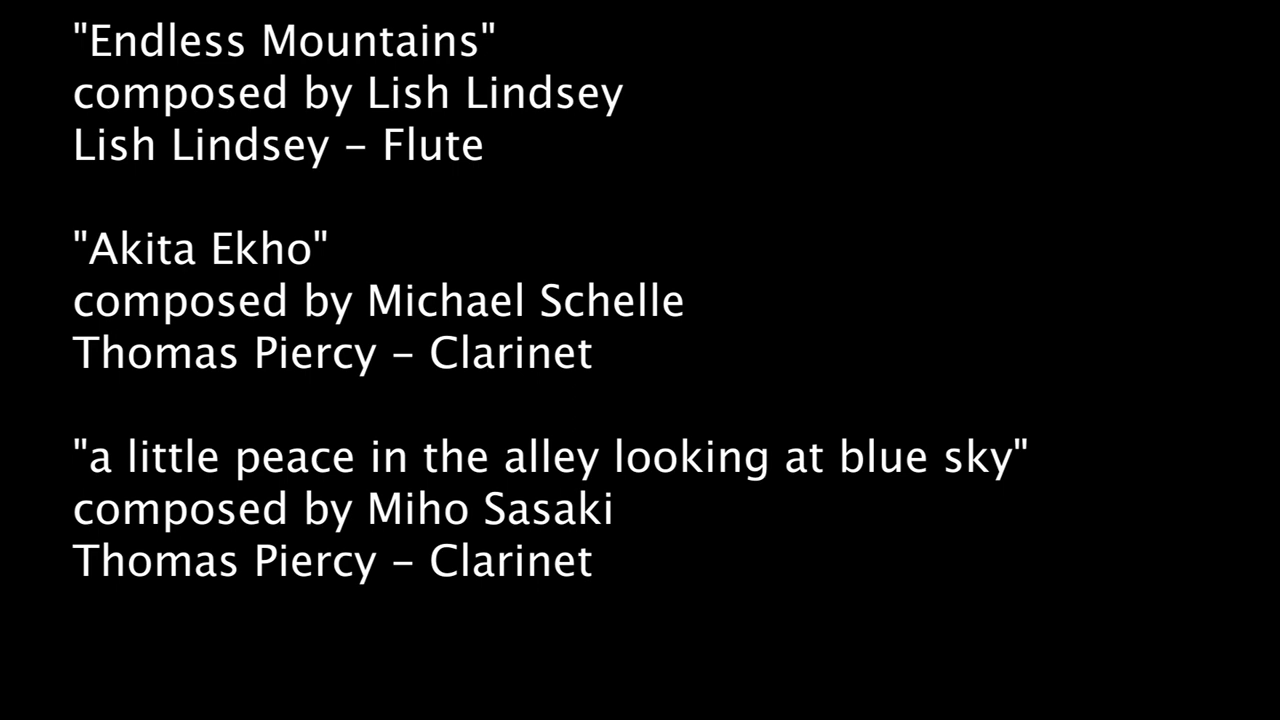 "Endless Mountains"
composed by Lish Lindsey
Lish Lindsey – Flute
"Akita Ekho"
composed by Michael Schelle
Thomas Piercy – Clarinet
"a little peace in the alley looking at blue sky"
composed by Miho Sasaki
Thomas Piercy – Clarinet